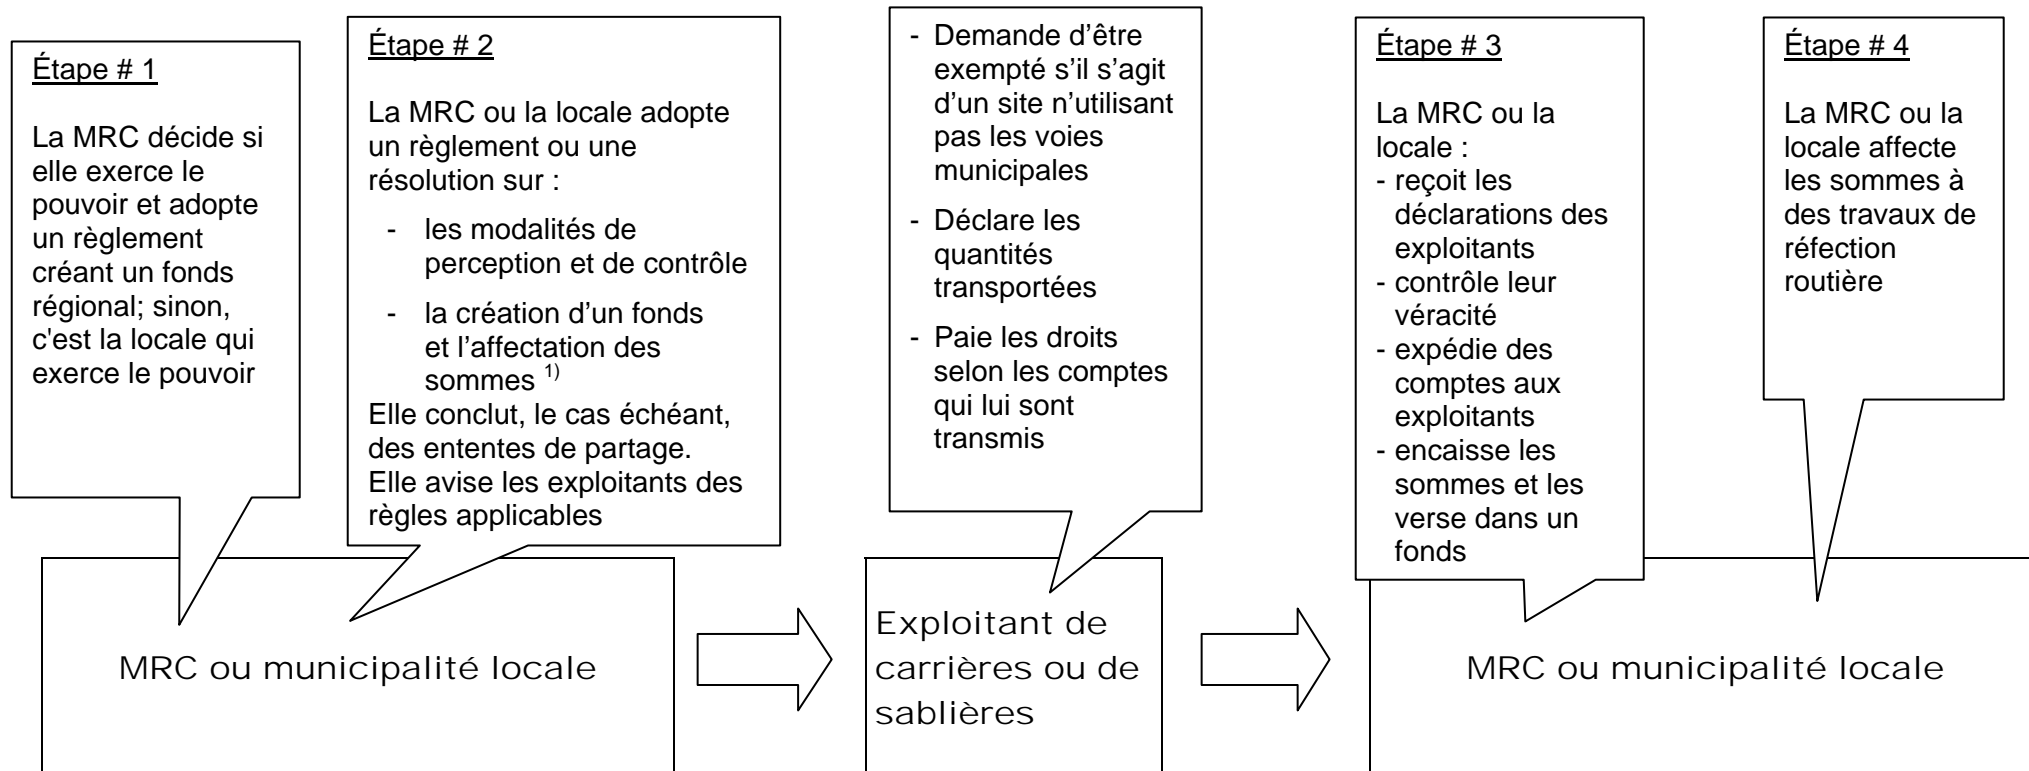 Étape # 1
La MRC décide si
elle exerce le
pouvoir et adopte
un règlement
créant un fonds
régional; sinon,
c'est la locale qui
exerce le pouvoir
Étape # 2
La MRC ou la locale adopte
un règlement ou une
résolution sur :
- les modalités de
perception et de contrôle
- la création d'un fonds
et l'affectation des
sommes 1)
Elle conclut, le cas échéant,
des ententes de partage.
Elle avise les exploitants des
règles applicables
- Demande d'être
exempté s'il s'agit
d'un site n'utilisant
pas les voies
municipales
- Déclare les
quantités
transportées
- Paie les droits
selon les comptes
qui lui sont
transmis
Étape # 3
La MRC ou la
locale :
- reçoit les
déclarations des
exploitants
- contrôle leur
véracité
- expédie des
comptes aux
exploitants
- encaisse les
sommes et les
verse dans un
fonds
Étape # 4
La MRC ou la
locale affecte
les sommes à
des travaux de
réfection
routière
MRC ou municipalité locale
Exploitant de
carrières ou de
sablières
MRC ou municipalité locale